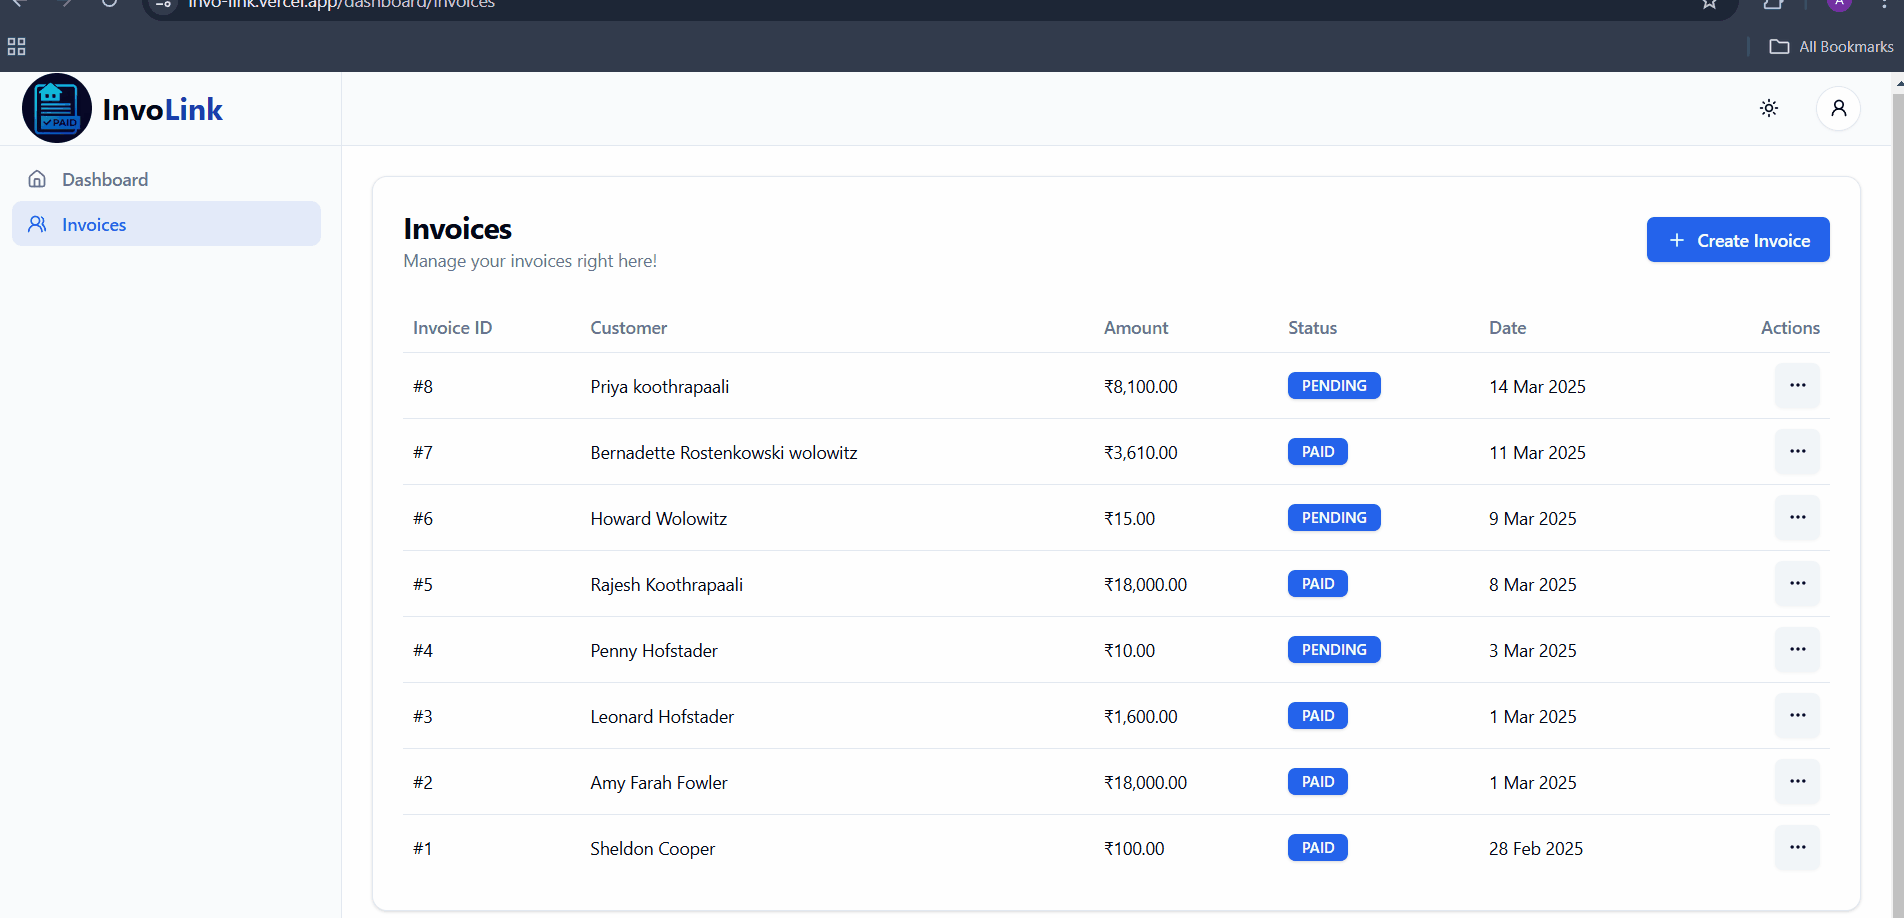 invo-link.vercel.app/dashboard/invoices
A
All Bookmarks
PAID
InvoLink
Dashboard
Invoices
Invoices
Manage your invoices right here!
+ Create Invoice
Invoice ID Customer Amount Status Date Actions
#8 Priya koothrapaali ₹8,100.00 PENDING 14 Mar 2025 ...
#7 Bernadette Rostenkowski wolowitz ₹3,610.00 PAID 11 Mar 2025 ...
#6 Howard Wolowitz ₹15.00 PENDING 9 Mar 2025 ...
#5 Rajesh Koothrapaali ₹18,000.00 PAID 8 Mar 2025 ...
#4 Penny Hofstader ₹10.00 PENDING 3 Mar 2025 ...
#3 Leonard Hofstader ₹1,600.00 PAID 1 Mar 2025 ...
#2 Amy Farah Fowler ₹18,000.00 PAID 1 Mar 2025 ...
#1 Sheldon Cooper ₹100.00 PAID 28 Feb 2025 ...